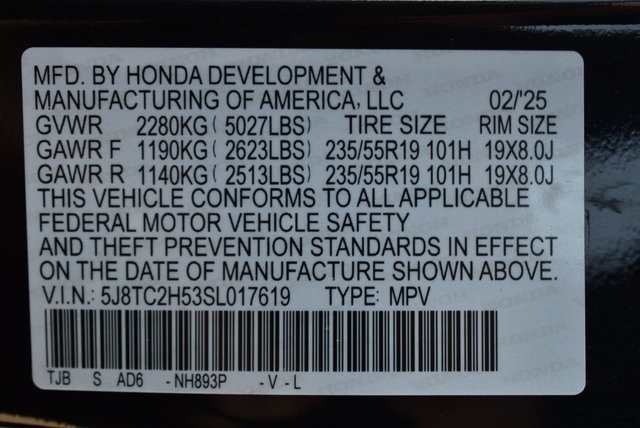 MFD. BY HONDA DEVELOPMENT &
MANUFACTURING OF AMERICA, LLC 02/'25
GVWR 2280KG ( 5027LBS) TIRE SIZE RIM SIZE
GAWR F 1190KG ( 2623LBS) 235/55R19 101H 19X8.0J
GAWR R 1140KG ( 2513LBS) 235/55R19 101H 19X8.0J
THIS VEHICLE CONFORMS TO ALL APPLICABLE
FEDERAL MOTOR VEHICLE SAFETY
AND THEFT PREVENTION STANDARDS IN EFFECT
ON THE DATE OF MANUFACTURE SHOWN ABOVE.
V.I.N.: 5J8TC2H53SL017619 TYPE: MPV
TJB S AD6 - NH893P - V - L